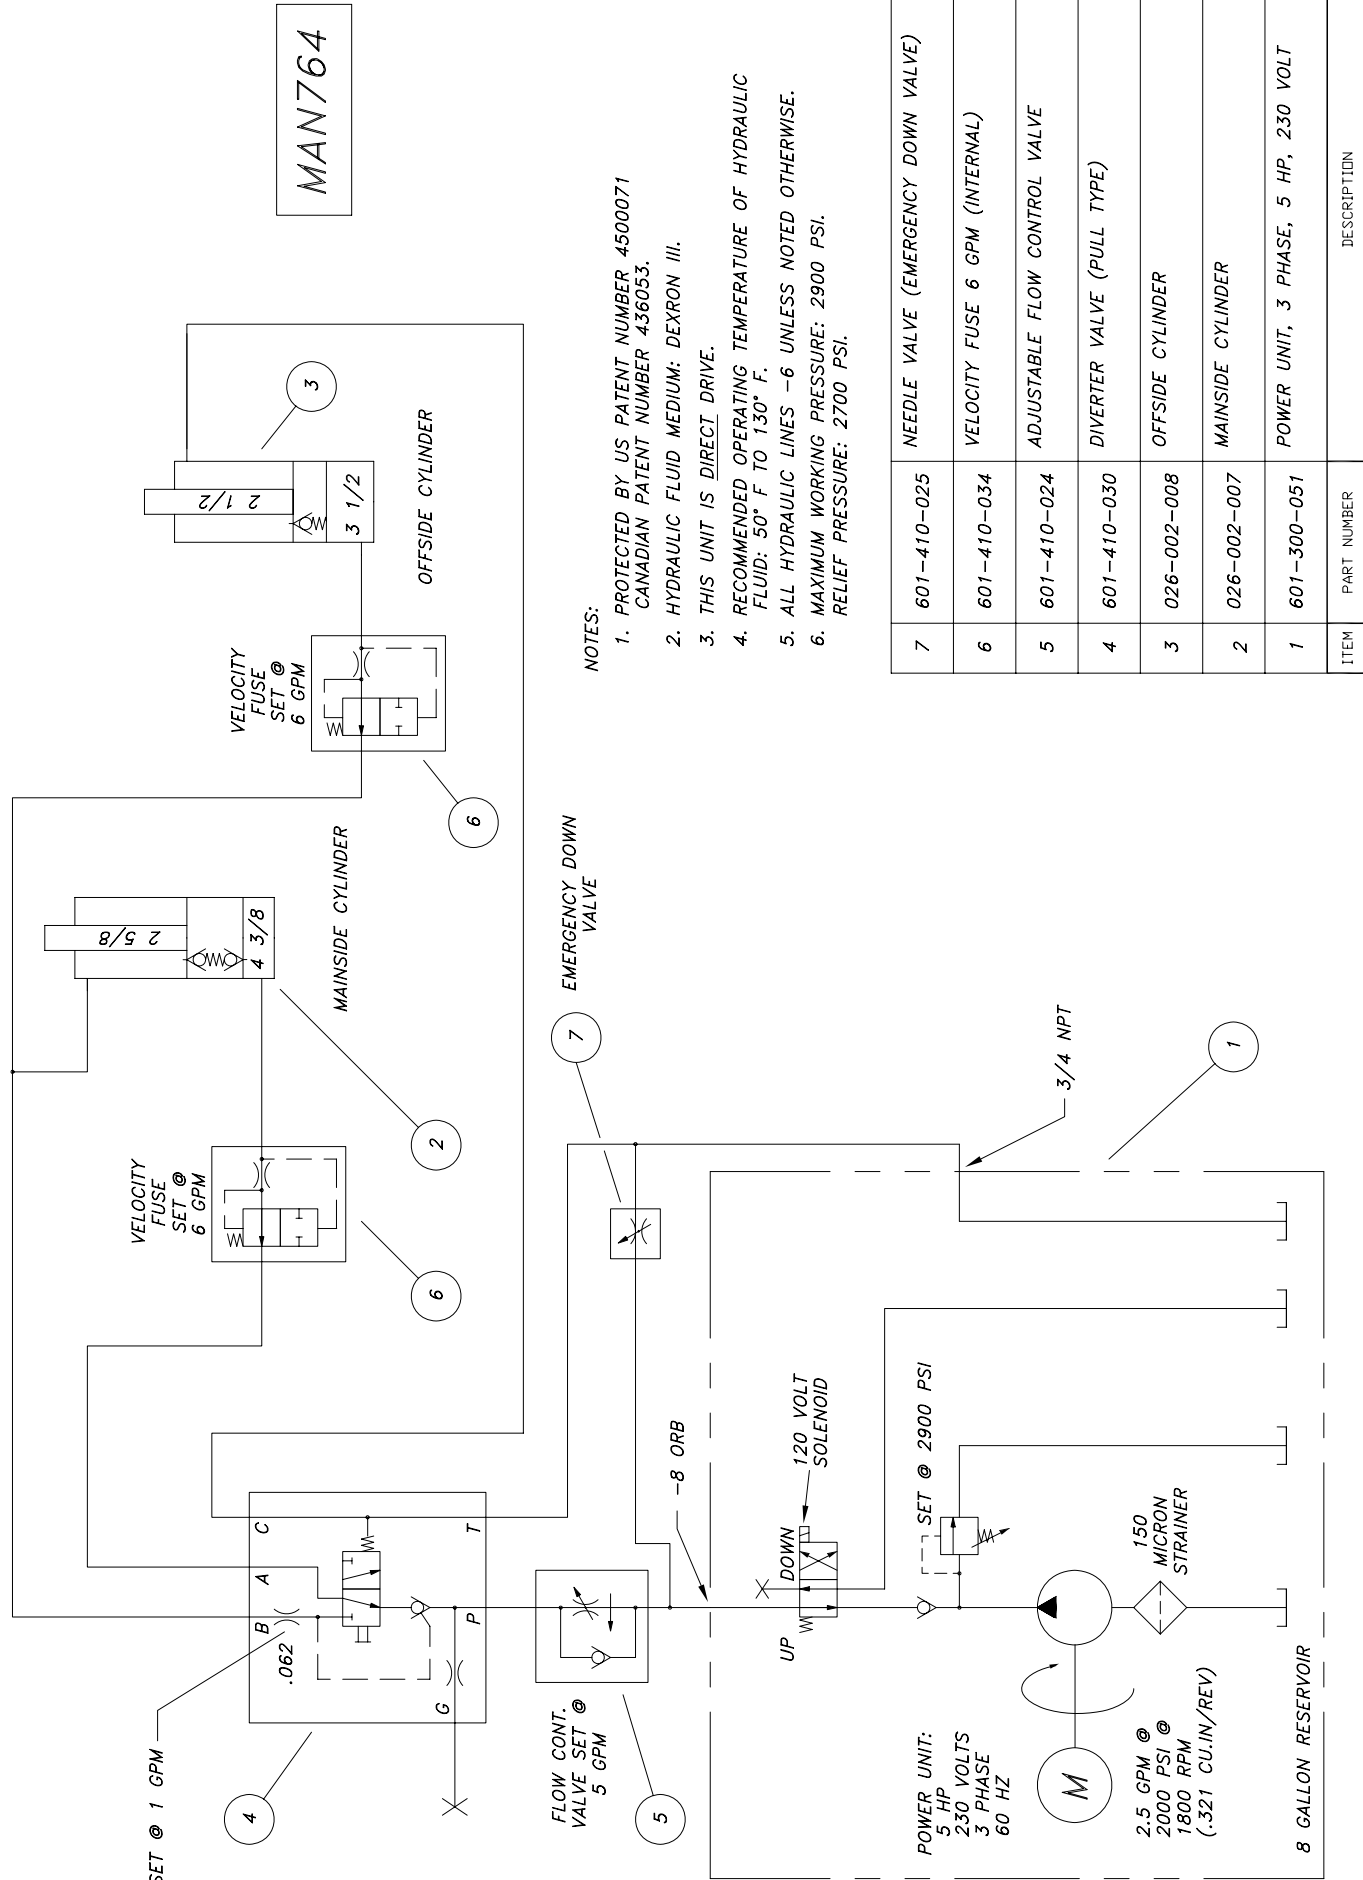 MAN764
SET @ 1 GPM
.062
B
A
C
G
P
T
4
VELOCITY
FUSE
SET @
6 GPM
6
2 5/8
4 3/8
MAINSIDE CYLINDER
2
VELOCITY
FUSE
SET @
6 GPM
6
2 1/2
3 1/2
OFFSIDE CYLINDER
3
FLOW CONT.
VALVE SET @
5 GPM
5
EMERGENCY DOWN
VALVE
7
-8 ORB
3/4 NPT
1
UP
DOWN
120 VOLT
SOLENOID
SET @ 2900 PSI
POWER UNIT:
5 HP
230 VOLTS
3 PHASE
60 HZ
M
2.5 GPM @
2000 PSI @
1800 RPM
(.321 CU.IN/REV)
150
MICRON
STRAINER
8 GALLON RESERVOIR
NOTES:
1. PROTECTED BY US PATENT NUMBER 4500071
CANADIAN PATENT NUMBER 436053.
2. HYDRAULIC FLUID MEDIUM: DEXRON III.
3. THIS UNIT IS DIRECT DRIVE.
4. RECOMMENDED OPERATING TEMPERATURE OF HYDRAULIC
FLUID: 50° F TO 130° F.
5. ALL HYDRAULIC LINES -6 UNLESS NOTED OTHERWISE.
6. MAXIMUM WORKING PRESSURE: 2900 PSI.
RELIEF PRESSURE: 2700 PSI.
7 601-410-025 NEEDLE VALVE (EMERGENCY DOWN VALVE)
6 601-410-034 VELOCITY FUSE 6 GPM (INTERNAL)
5 601-410-024 ADJUSTABLE FLOW CONTROL VALVE
4 601-410-030 DIVERTER VALVE (PULL TYPE)
3 026-002-008 OFFSIDE CYLINDER
2 026-002-007 MAINSIDE CYLINDER
1 601-300-051 POWER UNIT, 3 PHASE, 5 HP, 230 VOLT
ITEM PART NUMBER DESCRIPTION